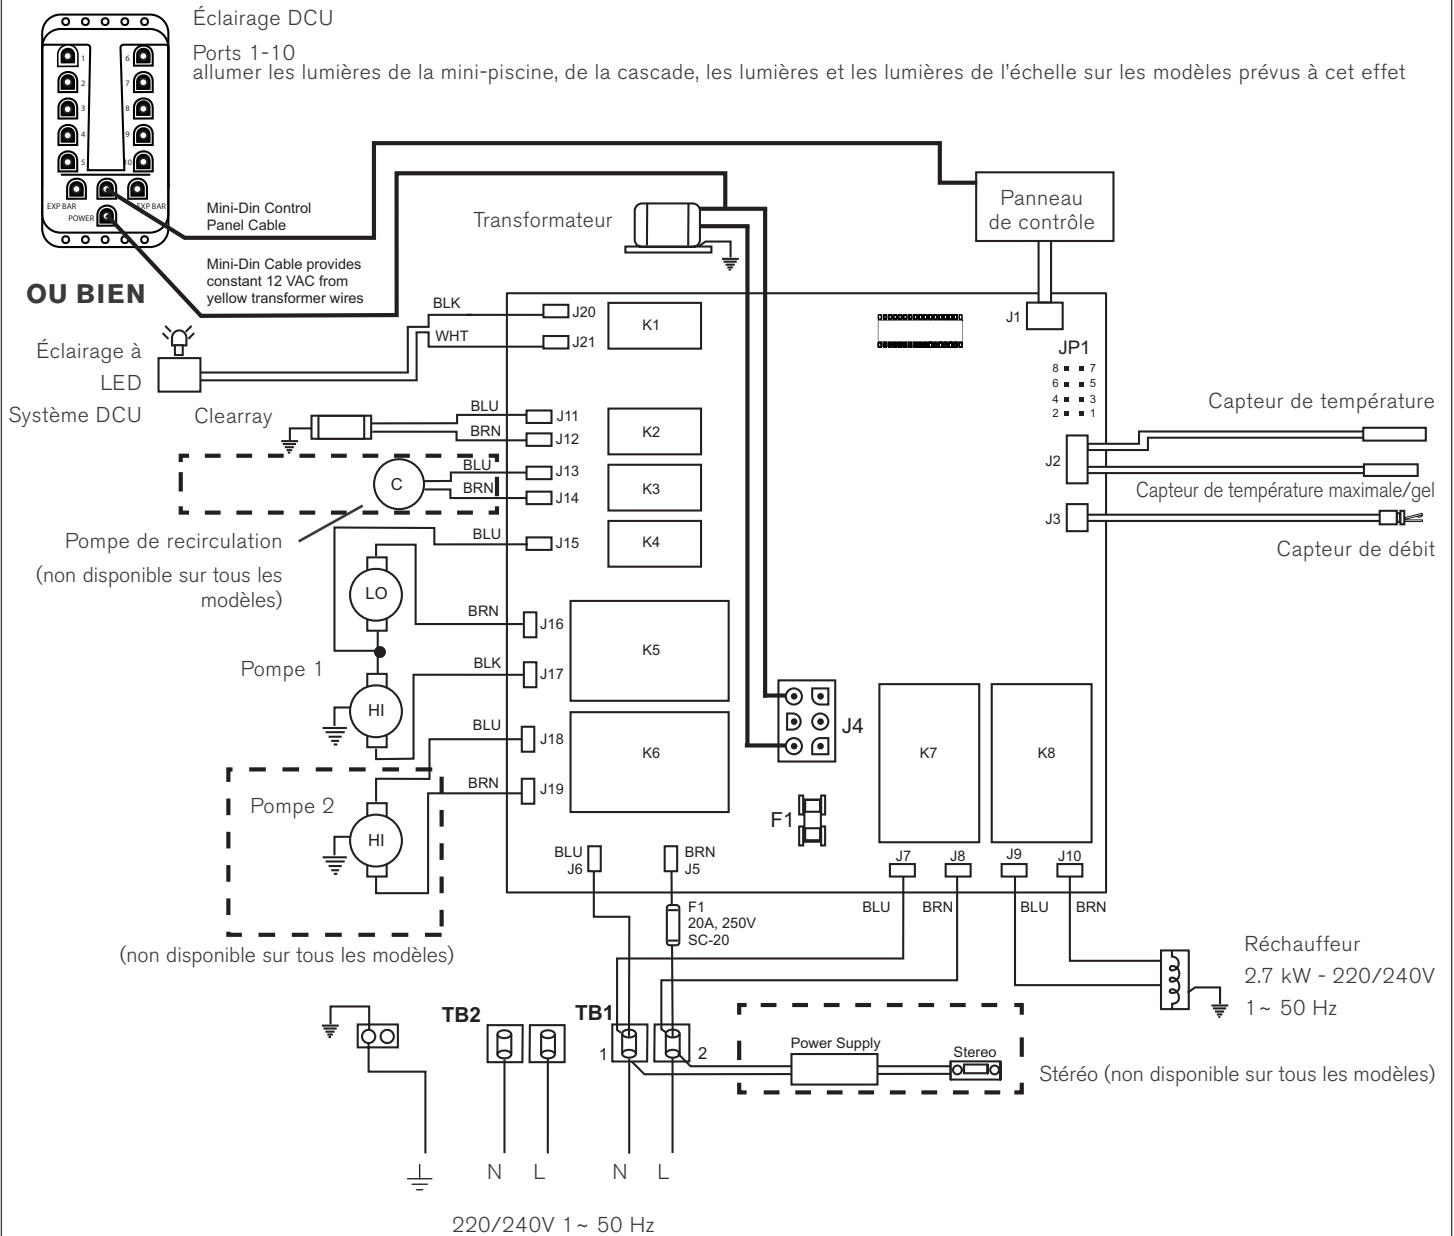 Éclairage DCU
Ports 1-10
allumer les lumières de la mini-piscine, de la cascade, les lumières et les lumières de l'échelle sur les modèles prévus à cet effet
1
6
2
7
3
8
4
9
5
10
EXP BAR
EXP BAR
POWER
Mini-Din Control
Panel Cable
Mini-Din Cable provides
constant 12 VAC from
yellow transformer wires
OU BIEN
Transformateur
Panneau
de contrôle
Éclairage à
LED
Système DCU
BLK
WHT
J20
J21
K1
J1
JP1
8 7
6 5
4 3
2 1
Clearray
BLU
BRN
J11
J12
K2
C
BLU
BRN
J13
J14
K3
Pompe de recirculation
(non disponible sur tous les
modèles)
BLU
J15
K4
J2
Capteur de température
Capteur de température maximale/gel
J3
Capteur de débit
LO
BRN
J16
K5
Pompe 1
BLK
J17
HI
BLU
J18
K6
BRN
J19
Pompe 2
HI
(non disponible sur tous les modèles)
J4
F1
K7
K8
BLU
J6
BRN
J5
F1
20A, 250V
SC-20
J7
J8
J9
J10
BLU
BRN
BLU
BRN
Réchauffeur
2.7 kW - 220/240V
1~ 50 Hz
TB2
TB1
1
2
Power Supply
Stereo
Stéréo (non disponible sur tous les modèles)
N
L
N
L
220/240V 1~ 50 Hz